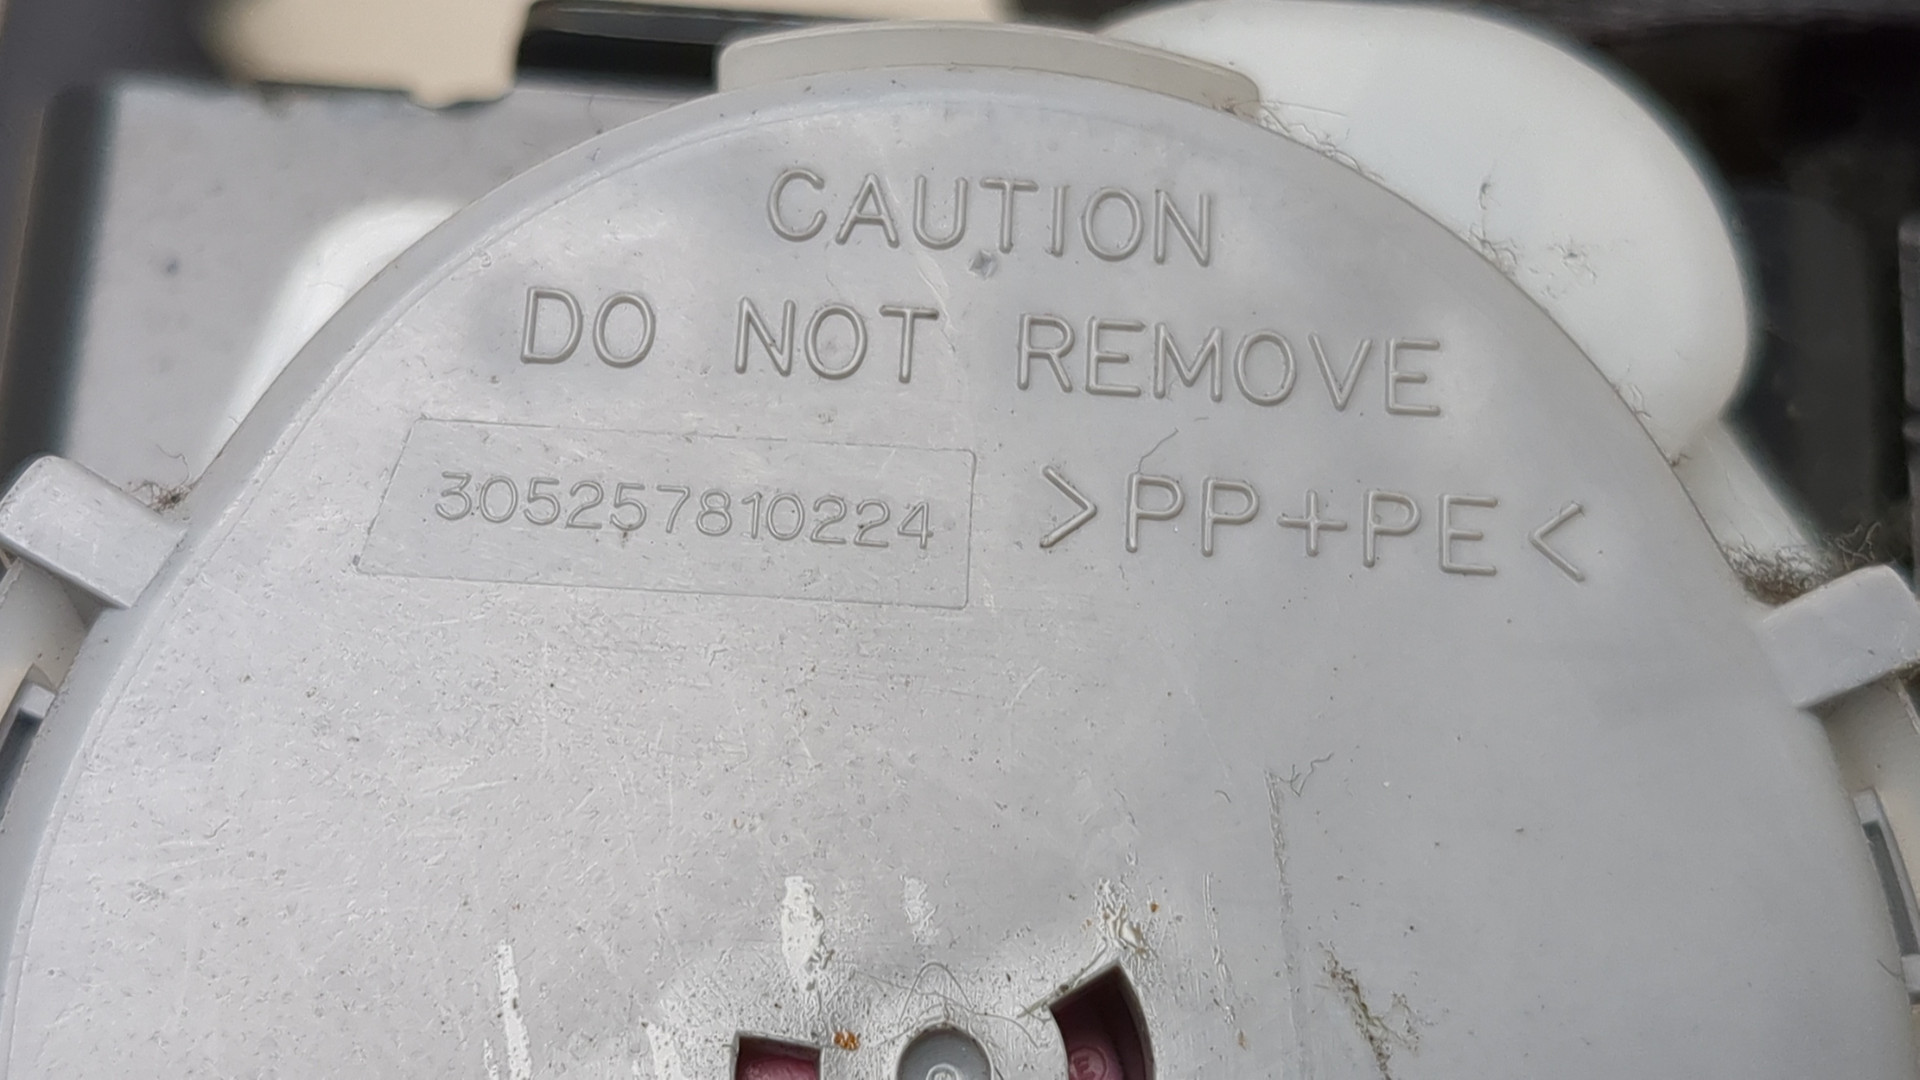 CAUTION
DO NOT REMOVE
305257810224 >PP+PE<